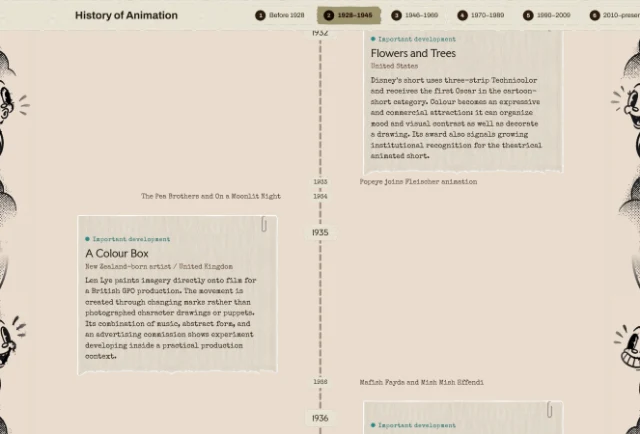 History of Animation
1 Before 1928
2 1928–1945
3 1946–1969
4 1970–1989
5 1990–2009
6 2010–present
1932
Important development
Flowers and Trees
United States
Disney's short uses three-strip Technicolor
and receives the first Oscar in the cartoon-
short category. Colour becomes an expressive
and commercial attraction: it can organize
mood and visual contrast as well as decorate
a drawing. Its award also signals growing
institutional recognition for the theatrical
animated short.
1933
Popeye joins Fleischer animation
The Pea Brothers and On a Moonlit Night
1934
1935
Important development
A Colour Box
New Zealand-born artist / United Kingdom
Len Lye paints imagery directly onto film for
a British GPO production. The movement is
created through changing marks rather than
photographed character drawings or puppets.
Its combination of music, abstract form, and
an advertising commission shows experiment
developing inside a practical production
context.
Mafish Fayda and Mish Mish Effendi
1936
Important development